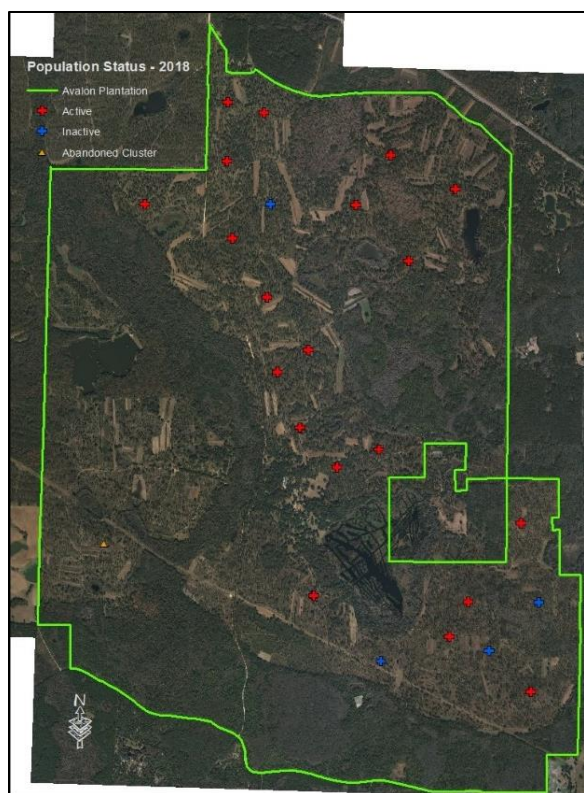 Population Status - 2018
Avalon Plantation
Active
Inactive
Abandoned Cluster
N